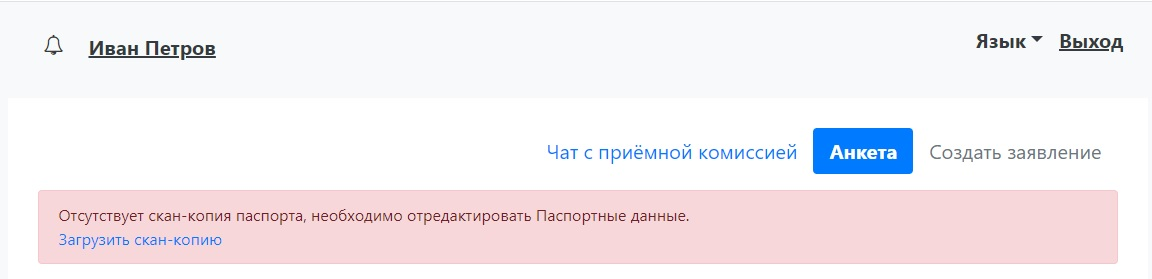 Иван Петров
Язык Выход
Чат с приёмной комиссией Анкета Создать заявление
Отсутствует скан-копия паспорта, необходимо отредактировать Паспортные данные.
Загрузить скан-копию